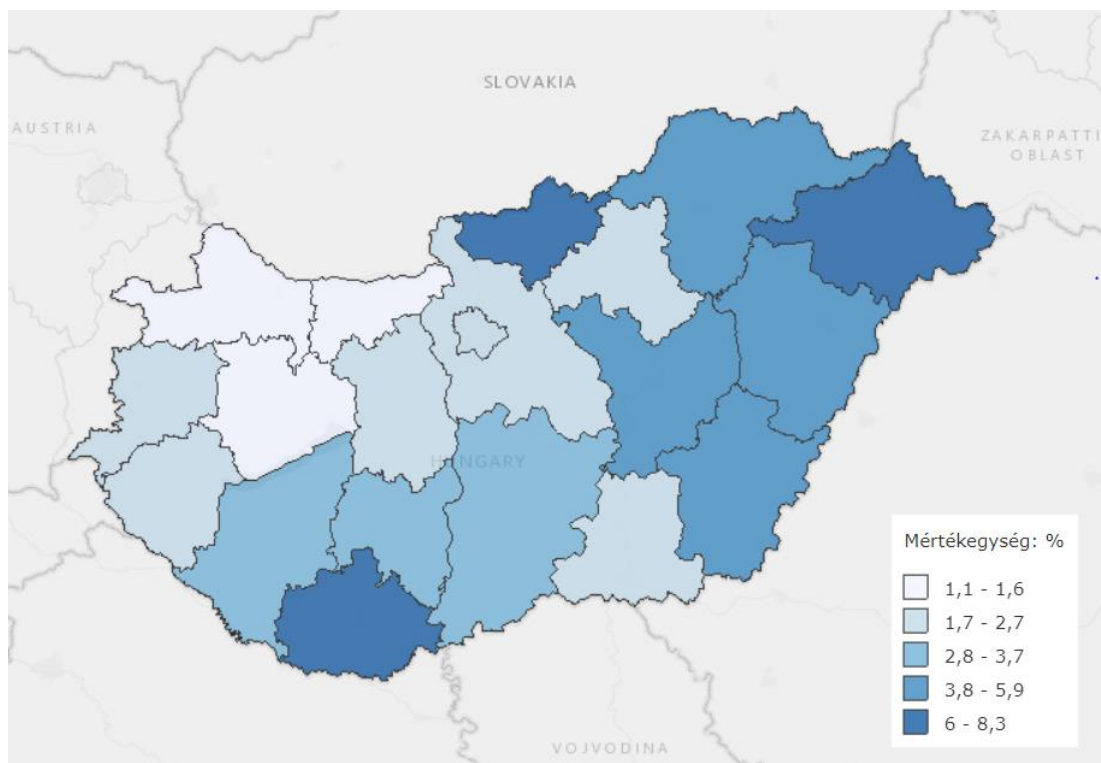 SLOVAKIA
AUSTRIA
ZAKARPATTI
OBLAST
HUNGARY
Mértékegység: %
1,1 - 1,6
1,7 - 2,7
2,8 - 3,7
3,8 - 5,9
6 - 8,3
VOJVODINA